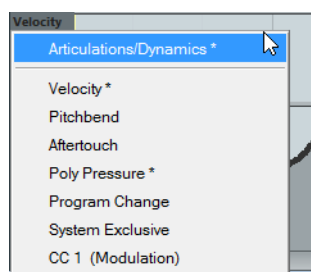 Velocity
Articulations/Dynamics *
Velocity *
Pitchbend
Aftertouch
Poly Pressure *
Program Change
System Exclusive
CC 1 (Modulation)